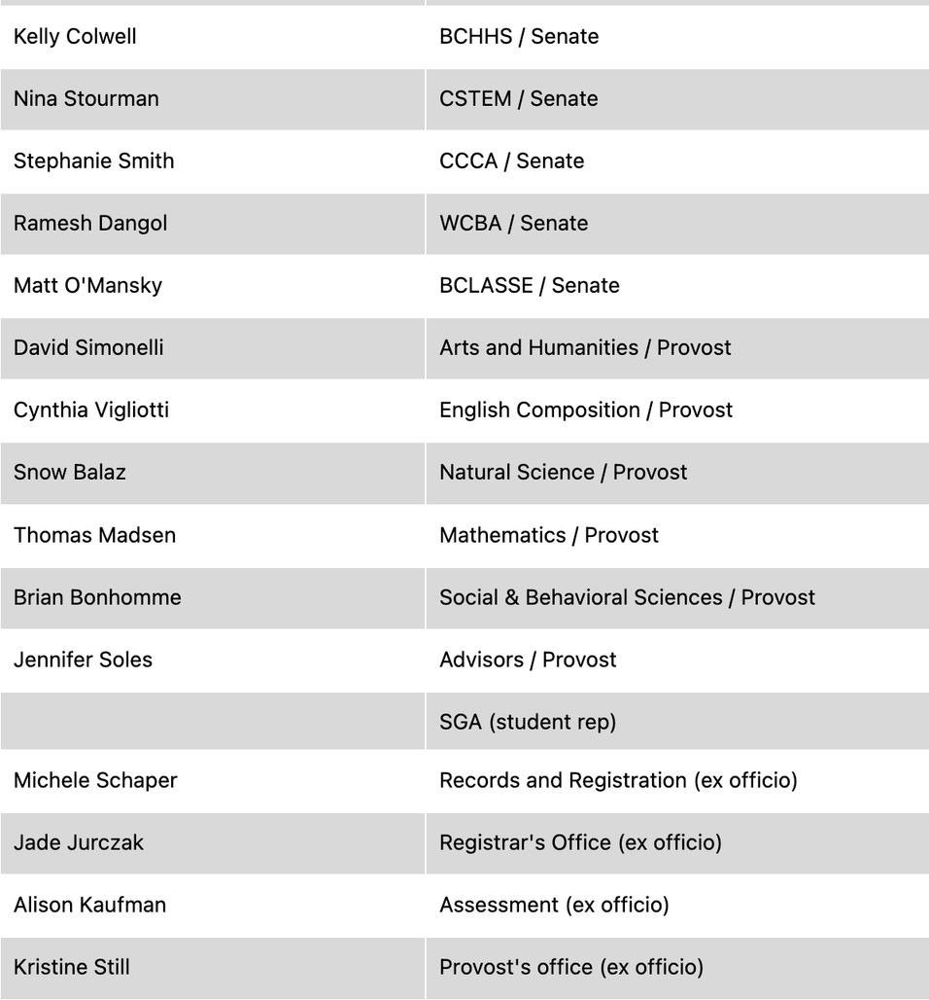 Kelly Colwell BCHHS / Senate
Nina Stourman CSTEM / Senate
Stephanie Smith CCCA / Senate
Ramesh Dangol WCBA / Senate
Matt O'Mansky BCLASSE / Senate
David Simonelli Arts and Humanities / Provost
Cynthia Vigliotti English Composition / Provost
Snow Balaz Natural Science / Provost
Thomas Madsen Mathematics / Provost
Brian Bonhomme Social & Behavioral Sciences / Provost
Jennifer Soles Advisors / Provost
SGA (student rep)
Michele Schaper Records and Registration (ex officio)
Jade Jurczak Registrar's Office (ex officio)
Alison Kaufman Assessment (ex officio)
Kristine Still Provost's office (ex officio)